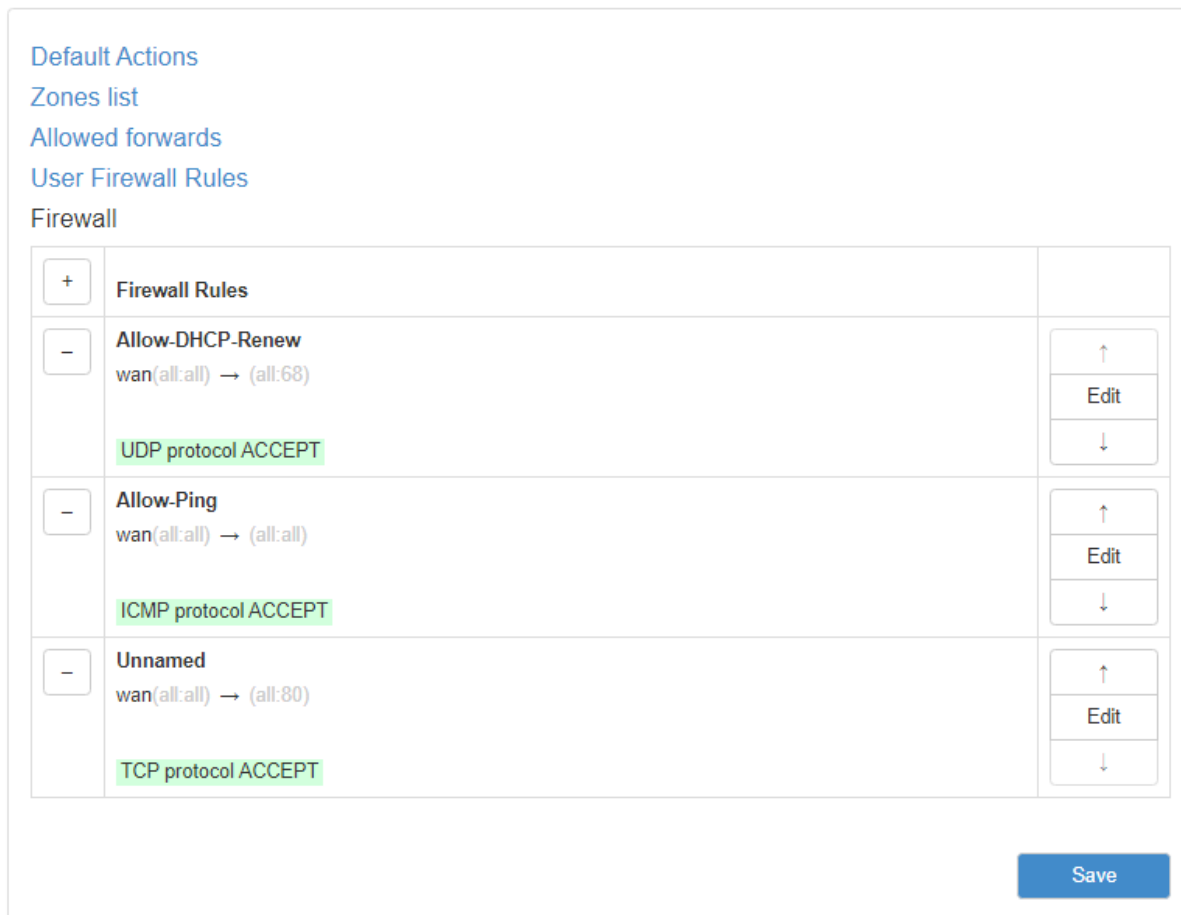 Default Actions
Zones list
Allowed forwards
User Firewall Rules
Firewall
+
Firewall Rules
–
Allow-DHCP-Renew
wan(all:all) → (all:68)
UDP protocol ACCEPT
↑
Edit
↓
–
Allow-Ping
wan(all:all) → (all:all)
ICMP protocol ACCEPT
↑
Edit
↓
–
Unnamed
wan(all:all) → (all:80)
TCP protocol ACCEPT
↑
Edit
↓
Save